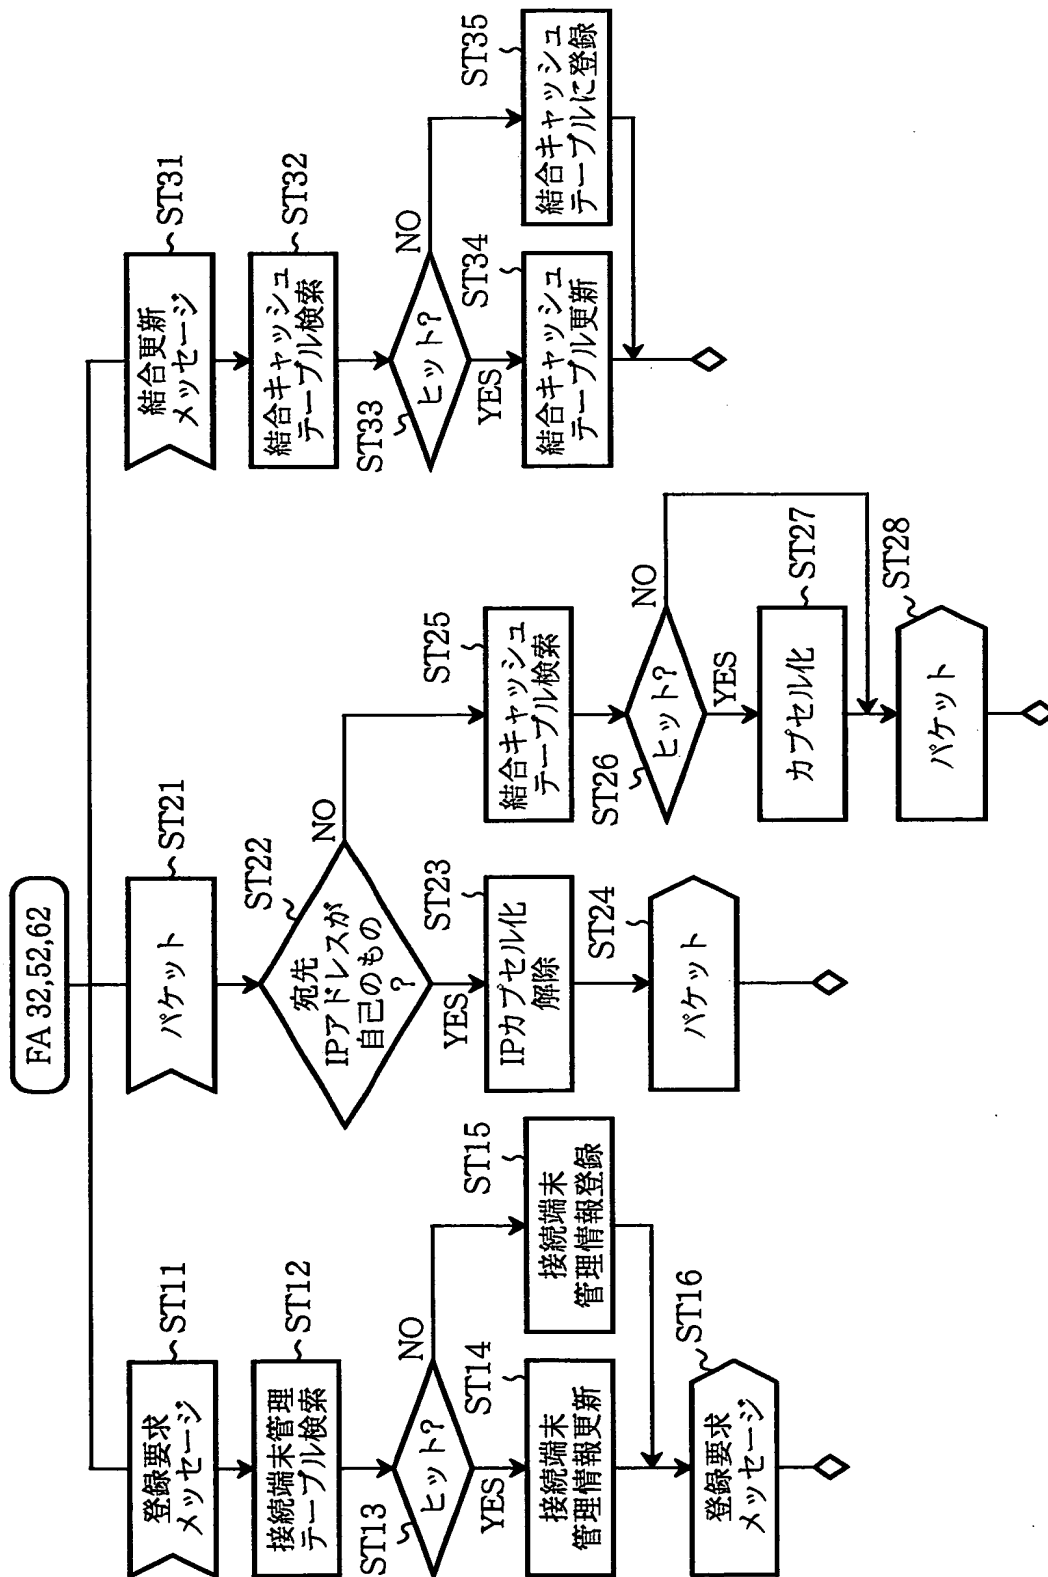 FA 32,52,62
登録要求
メッセージ
ST11
接続端末管理
テーブル検索
ST12
ヒット?
ST13
YES
NO
接続端末
管理情報更新
ST14
接続端末
管理情報登録
ST15
登録要求
メッセージ
ST16
パケット
ST21
宛先
IPアドレスが
自己のもの
?
ST22
YES
NO
IPカプセル化
解除
ST23
パケット
ST24
結合キャッシュ
テーブル検索
ST25
ヒット?
ST26
YES
NO
カプセル化
ST27
パケット
ST28
結合更新
メッセージ
ST31
結合キャッシュ
テーブル検索
ST32
ヒット?
ST33
YES
NO
結合キャッシュ
テーブル更新
ST34
結合キャッシュ
テーブルに登録
ST35